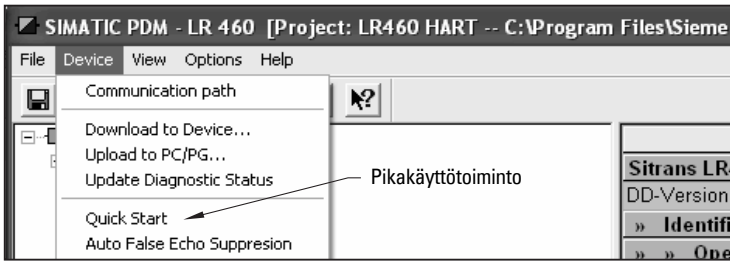 SIMATIC PDM - LR 460 [Project: LR460 HART -- C:\Program Files\Sieme
File Device View Options Help
Communication path
Download to Device...
Upload to PC/PG...
Update Diagnostic Status
Pikakäyttötoiminto
Quick Start
Auto False Echo Suppresion
Sitrans LR
DD-Version
» Identifi
» » Ope